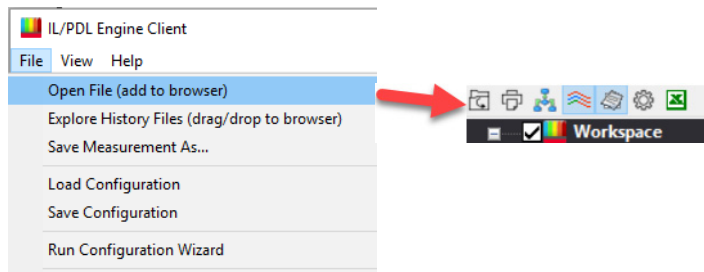 IL/PDL Engine Client
File View Help
Open File (add to browser)
Explore History Files (drag/drop to browser)
Save Measurement As...
Load Configuration
Save Configuration
Run Configuration Wizard
Workspace